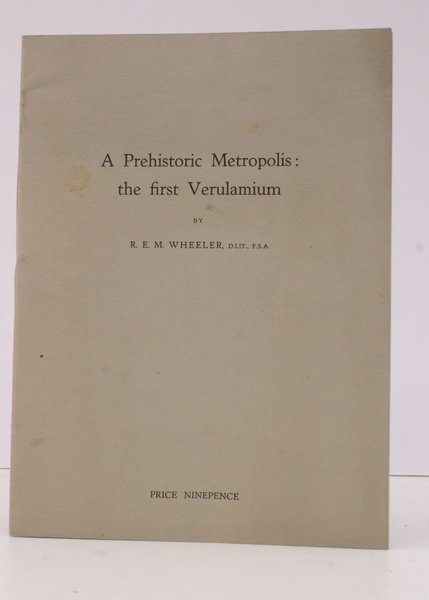 A Prehistoric Metropolis:
the first Verulamium
BY
R. E. M. WHEELER, D.LIT., F.S.A.
PRICE NINEPENCE